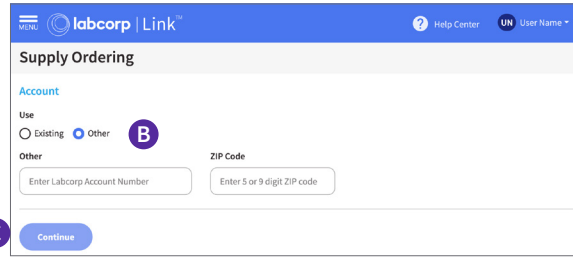 MENU labcorp | Link™ ? Help Center UN User Name
Supply Ordering
Account
Use
Existing Other B
Other ZIP Code
Enter Labcorp Account Number Enter 5 or 9 digit ZIP code
Continue